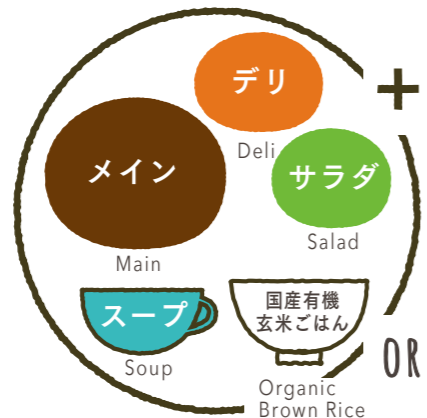 デリ
Deli
+
メイン
Main
サラダ
Salad
スープ
Soup
国産有機
玄米ごはん
Organic
Brown Rice
OR